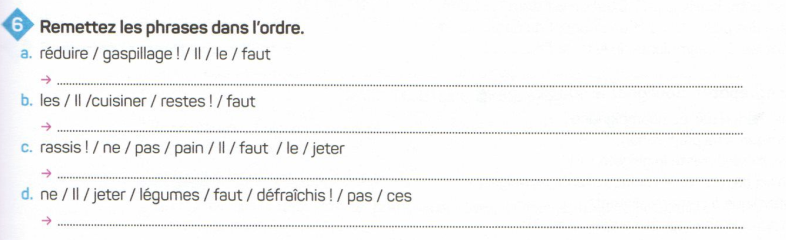 6 Remettez les phrases dans l'ordre.
a. réduire / gaspillage ! / Il / le / faut
→
b. les / Il /cuisiner / restes ! / faut
→
c. rassis ! / ne / pas / pain / Il / faut / le / jeter
→
d. ne / Il / jeter / légumes / faut / défraîchis ! / pas / ces
→